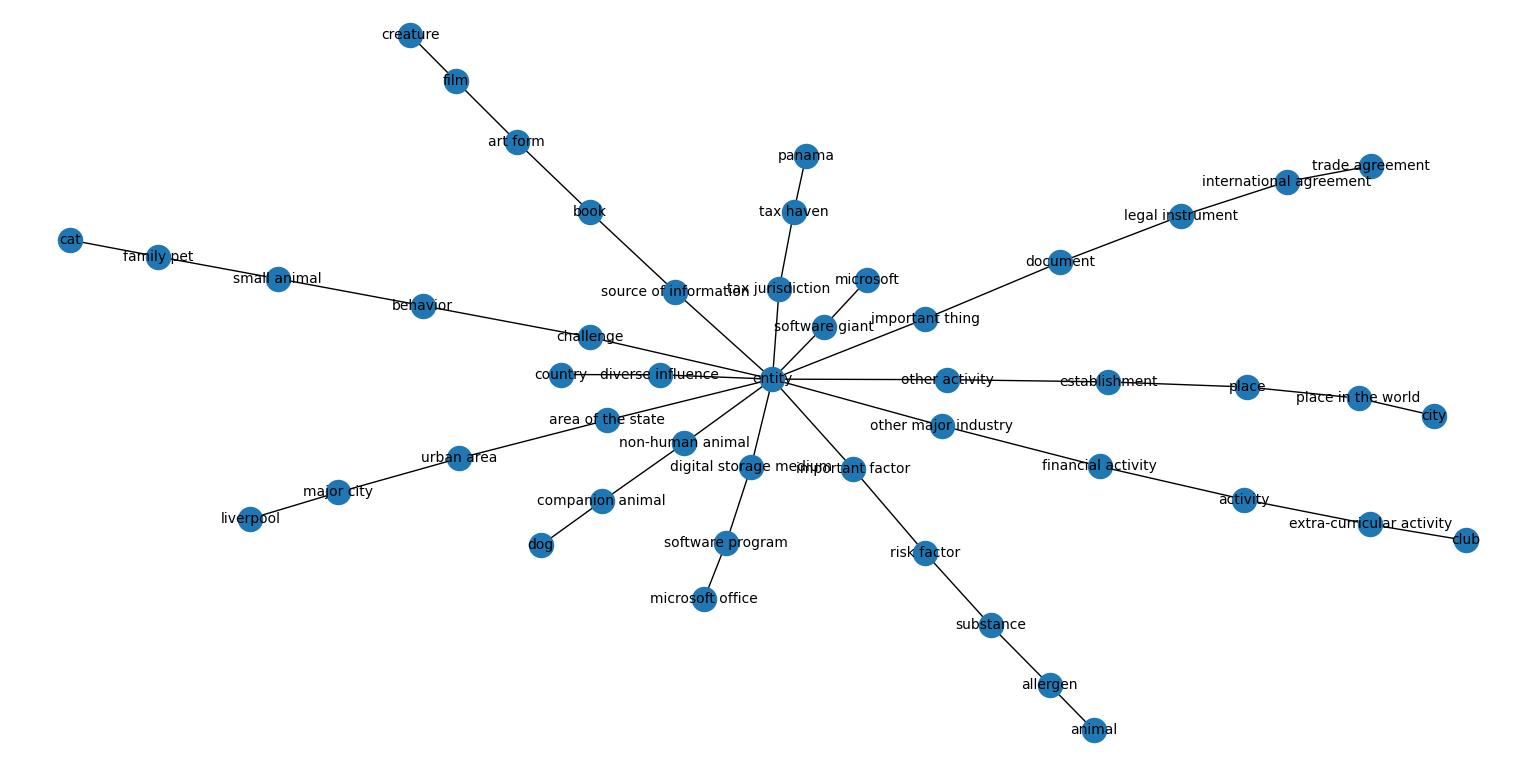 creature
film
art form
panama
trade agreement
international agreement
book
tax haven
legal instrument
cat
family pet
document
small animal
microsoft
source of information
tax jurisdiction
behavior
important thing
software giant
challenge
country
diverse influence
entity
other activity
establishment
place
place in the world
city
area of the state
other major industry
non-human animal
urban area
digital storage medium
important factor
financial activity
major city
companion animal
activity
liverpool
extra-curricular activity
club
dog
software program
risk factor
microsoft office
substance
allergen
animal